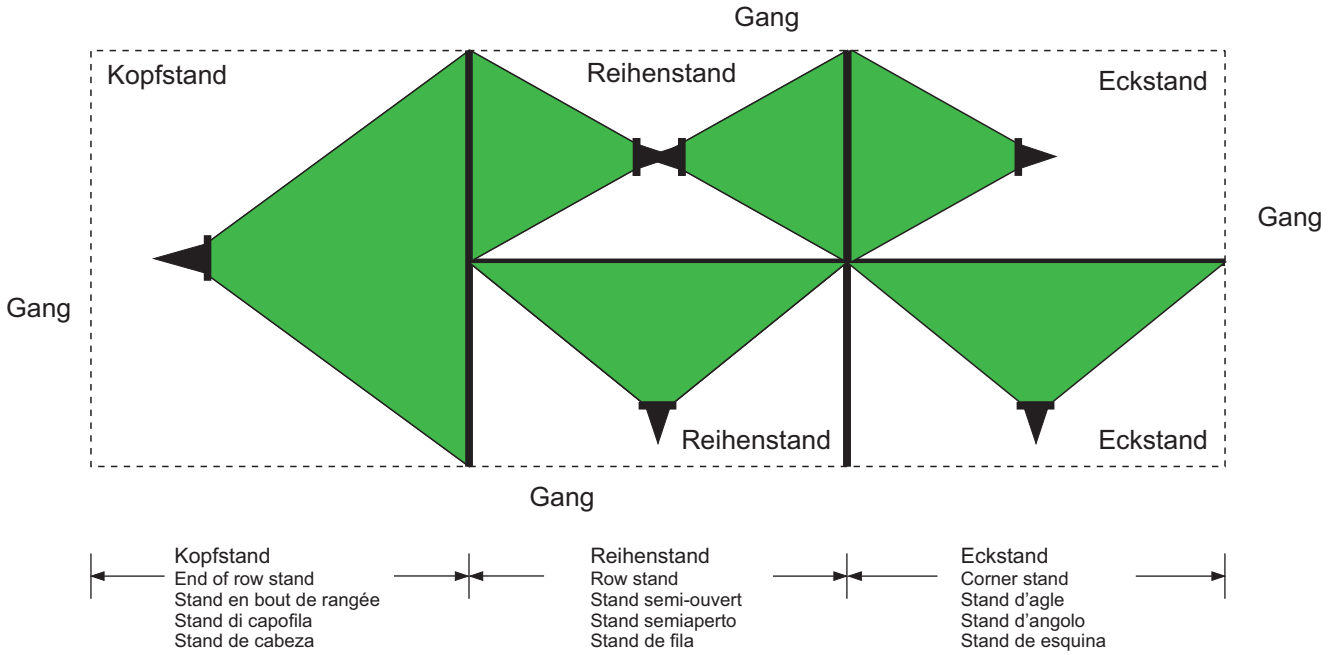 Gang
Kopfstand
Reihenstand
Eckstand
Gang
Gang
Reihenstand
Eckstand
Gang
Kopfstand
End of row stand
Stand en bout de rangée
Stand di capofila
Stand de cabeza
Reihenstand
Row stand
Stand semi-ouvert
Stand semiaperto
Stand de fila
Eckstand
Corner stand
Stand d'agle
Stand d'angolo
Stand de esquina